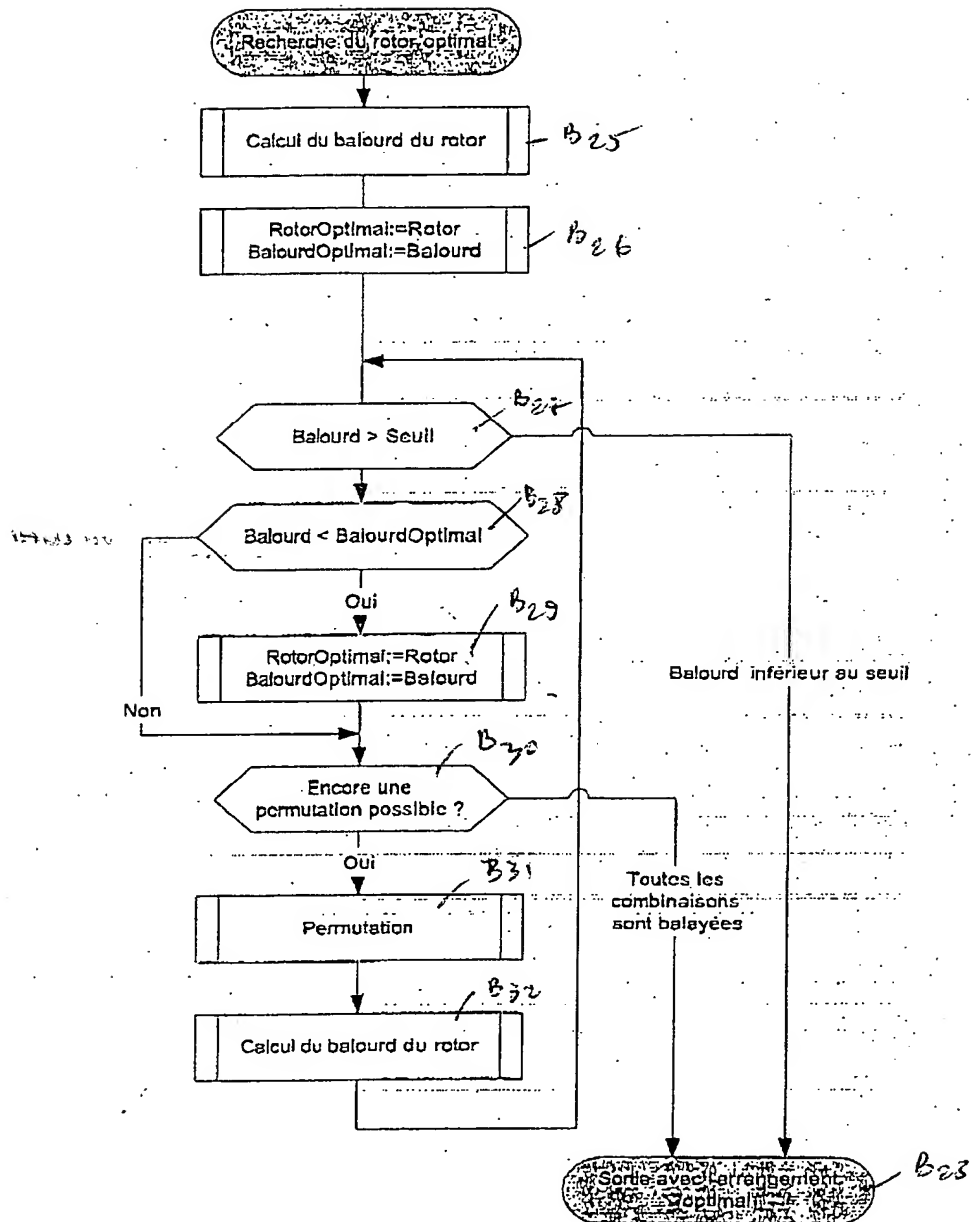 Recherche du rotor optimal
Calcul du balourd du rotor
B25
RotorOptimal:=Rotor
BalourdOptimal:=Balourd
B26
B27
Balourd > Seuil
B28
Balourd < BalourdOptimal
Oui
B29
RotorOptimal:=Rotor
BalourdOptimal:=Balourd
Balourd inférieur au seuil
Non
B30
Encore une
permutation possible ?
Oui
B31
Toutes les
combinaisons
sont balayées
Permutation
B32
Calcul du balourd du rotor
Sortie avec l'arrangement
optimal
B23